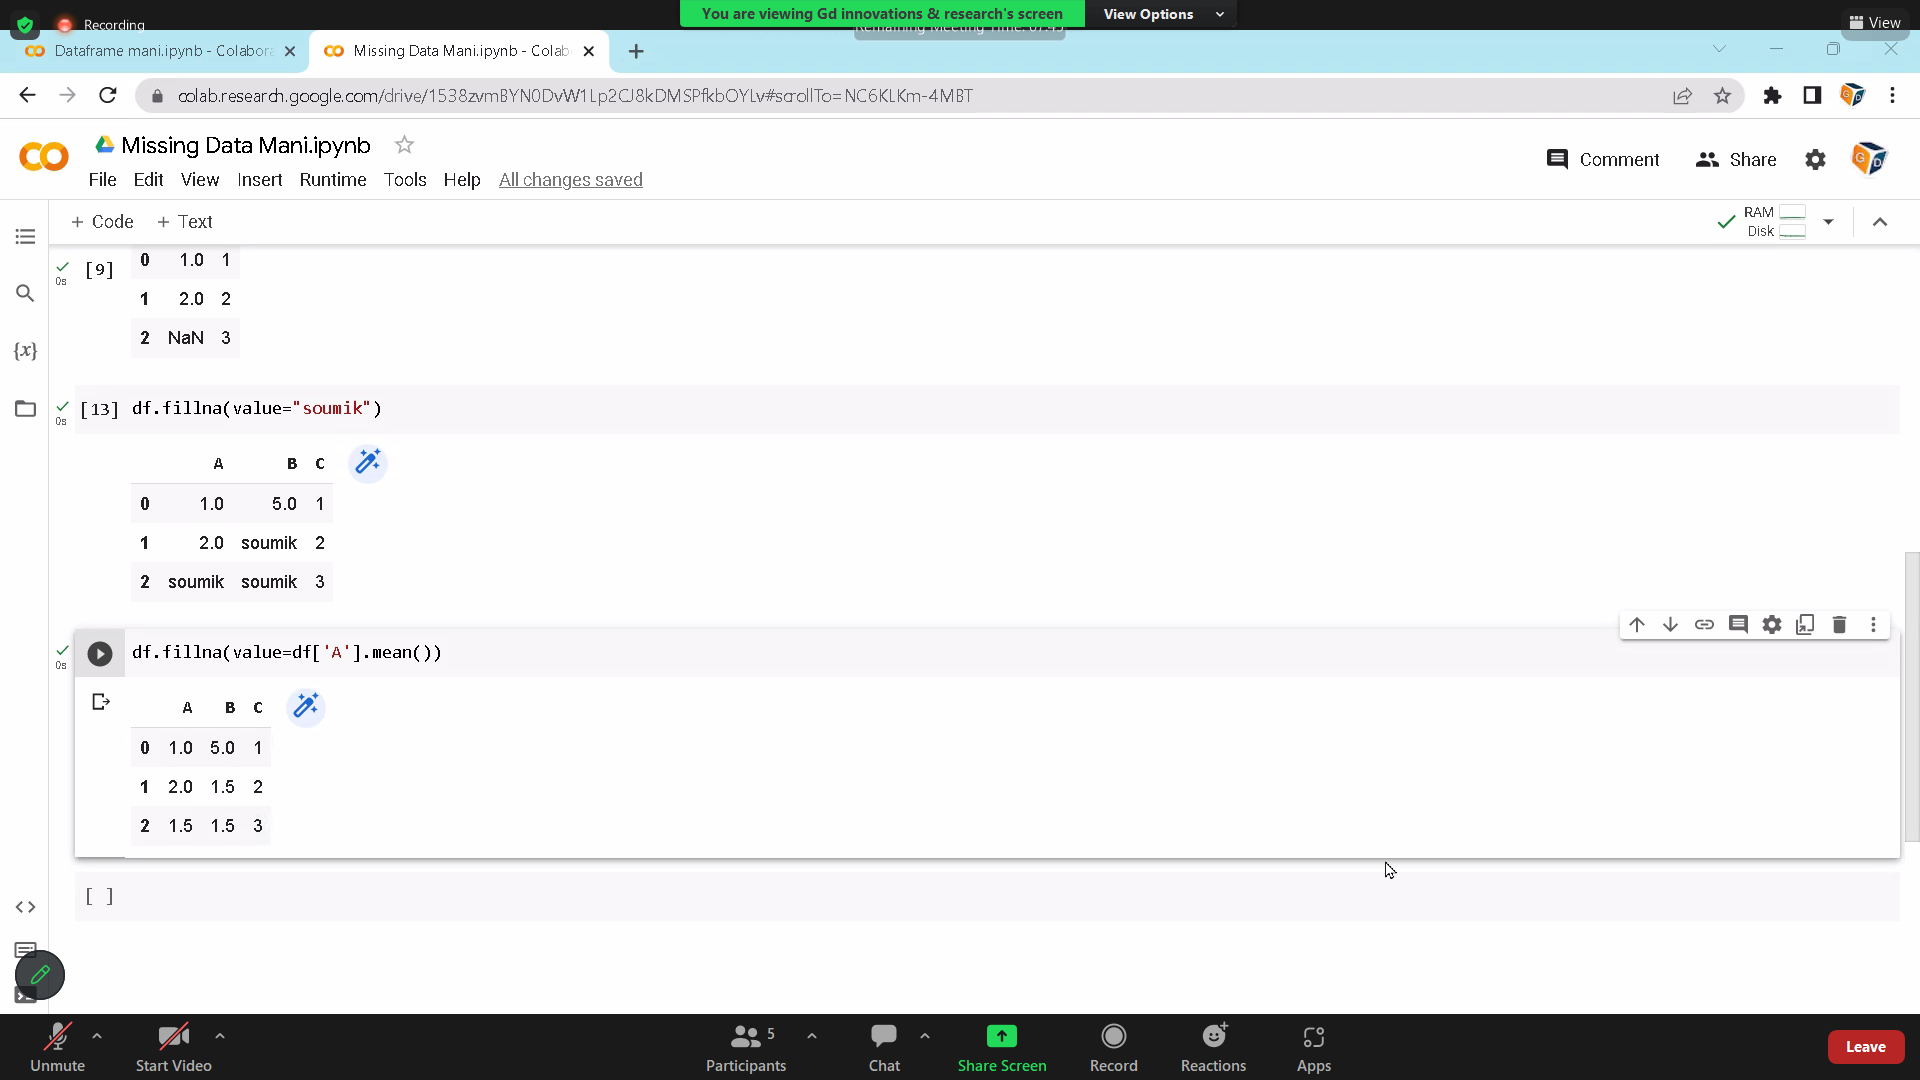 Recording
You are viewing Gd innovations & research's screen
View Options
View
Dataframe mani.ipynb - Colabora
Missing Data Mani.ipynb - Colab
colab.research.google.com/drive/1538zvmBYN0DvW1Lp2CJ8kDMSPfkbOYLv#scrollTo=NC6KLKm-4MBT
Missing Data Mani.ipynb
Comment
Share
File Edit View Insert Runtime Tools Help All changes saved
+ Code + Text
RAM
Disk
[9]
0s
0 1.0 1
1 2.0 2
2 NaN 3
[13] df.fillna(value="soumik")
0s
A B C
0 1.0 5.0 1
1 2.0 soumik 2
2 soumik soumik 3
df.fillna(value=df['A'].mean())
0s
A B C
0 1.0 5.0 1
1 2.0 1.5 2
2 1.5 1.5 3
[ ]
Unmute
Start Video
5
Participants
Chat
Share Screen
Record
Reactions
Apps
Leave